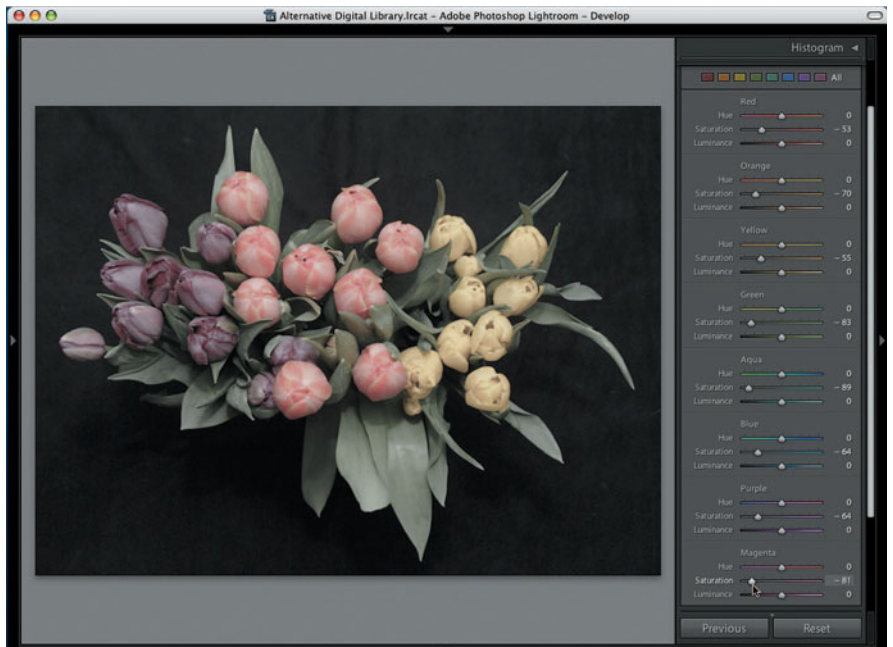 Alternative Digital Library.lrcat – Adobe Photoshop Lightroom – Develop
Histogram
All
Red
Hue 0
Saturation – 53
Luminance 0
Orange
Hue 0
Saturation – 70
Luminance 0
Yellow
Hue 0
Saturation – 55
Luminance 0
Green
Hue 0
Saturation – 83
Luminance 0
Aqua
Hue 0
Saturation – 89
Luminance 0
Blue
Hue 0
Saturation – 64
Luminance 0
Purple
Hue 0
Saturation – 64
Luminance 0
Magenta
Hue 0
Saturation – 81
Luminance 0
Previous Reset